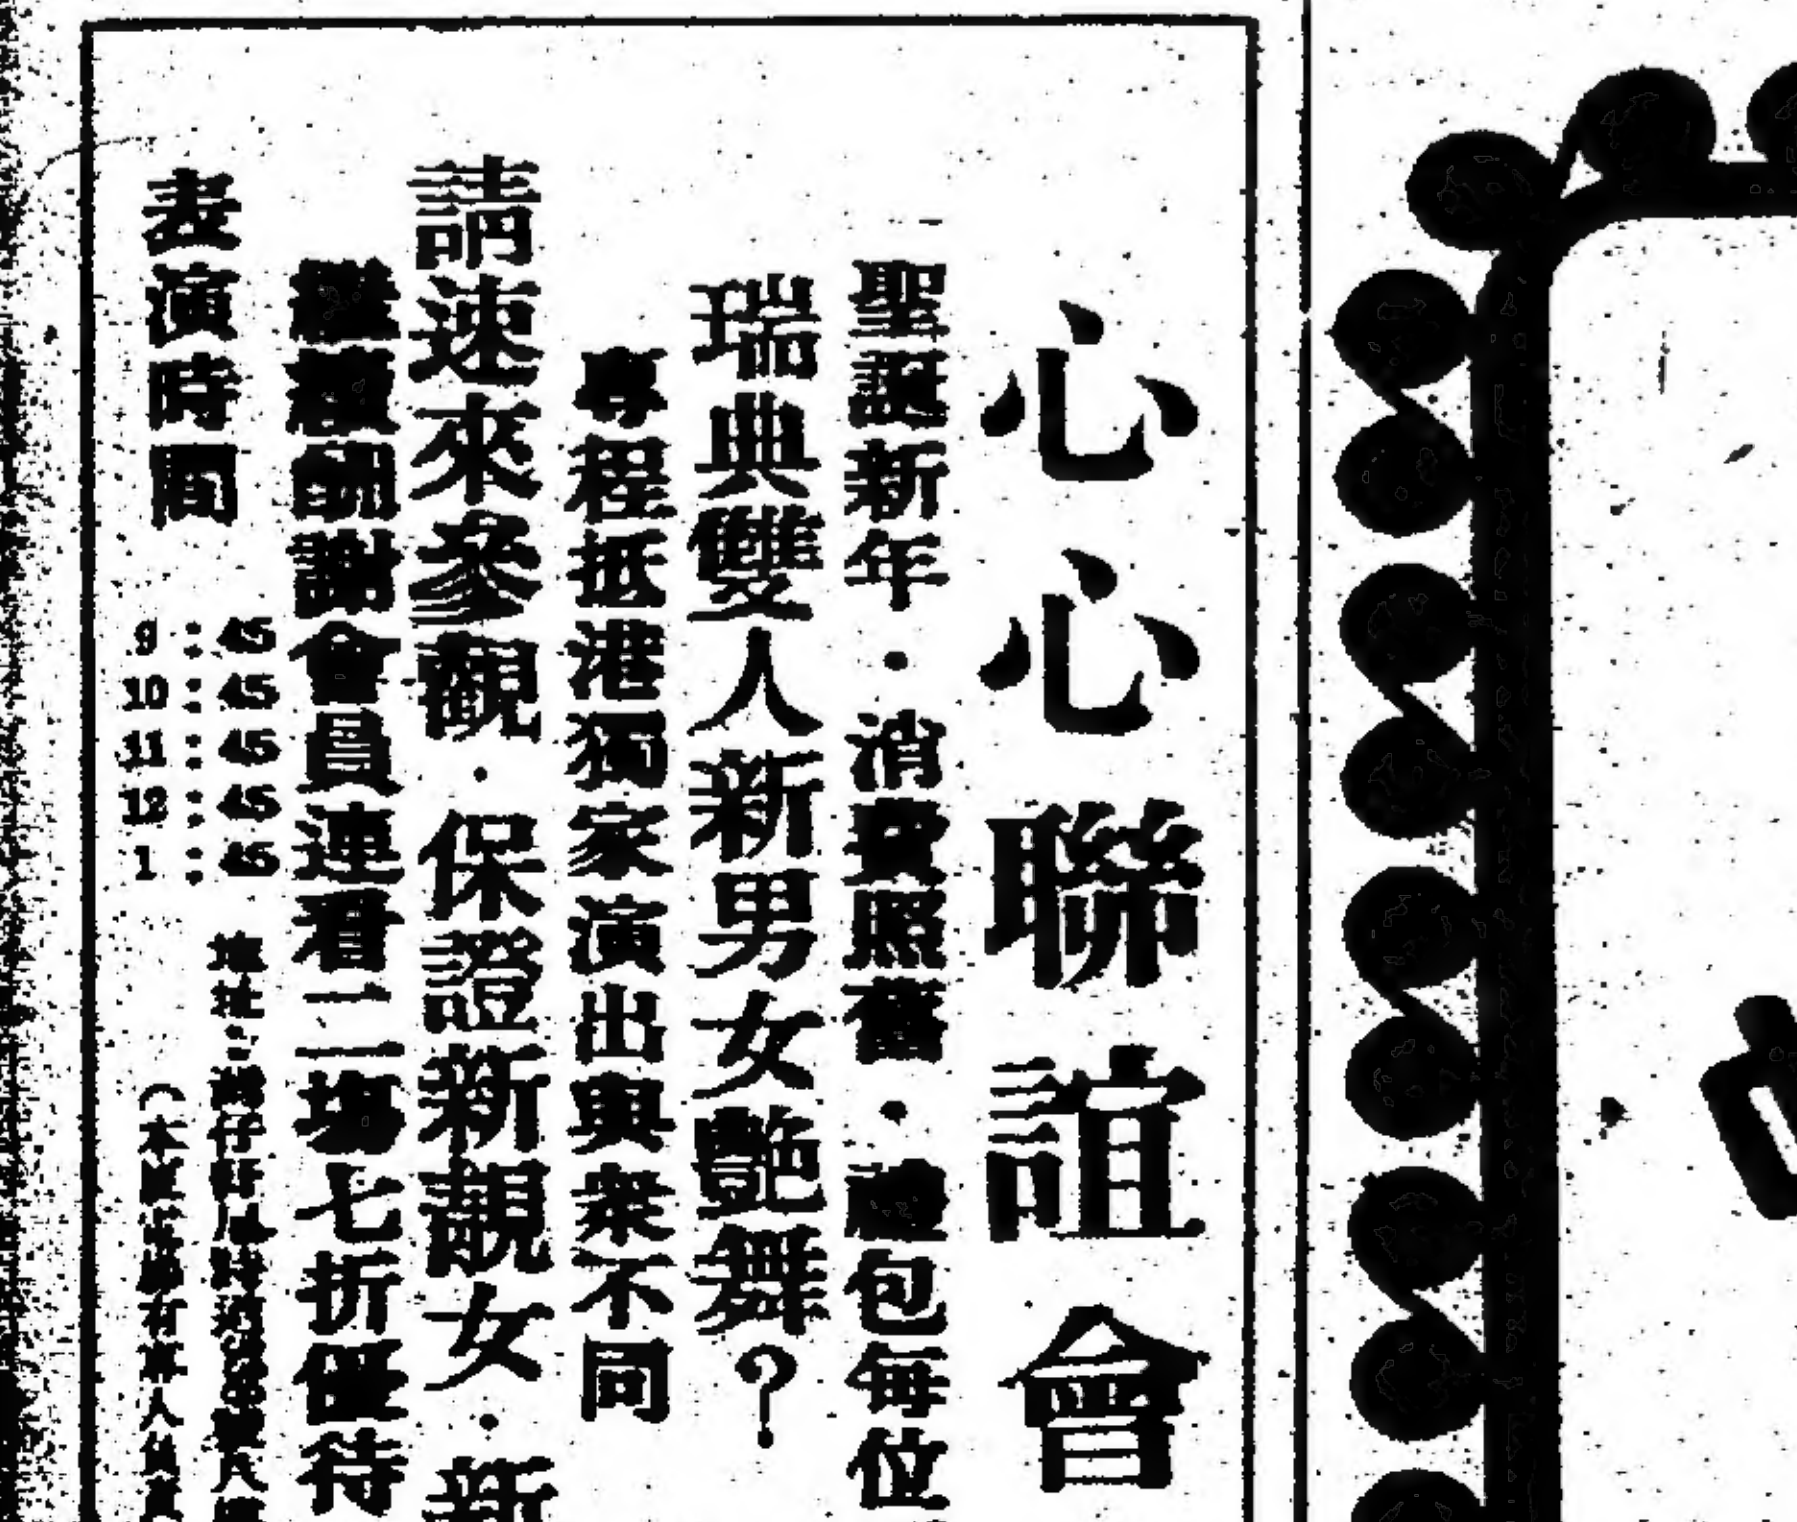 心心聯誼會
聖誕新年·消費照舊·禮包每位
瑞典雙人新男女艷舞？
專程抵港獨家演出與衆不同
請速來參觀·保證新靚女·新
繼續酬謝會員連看二場七折優待
表演時間
9:45
10:45
11:45
12:45
1:45
地址:灣仔